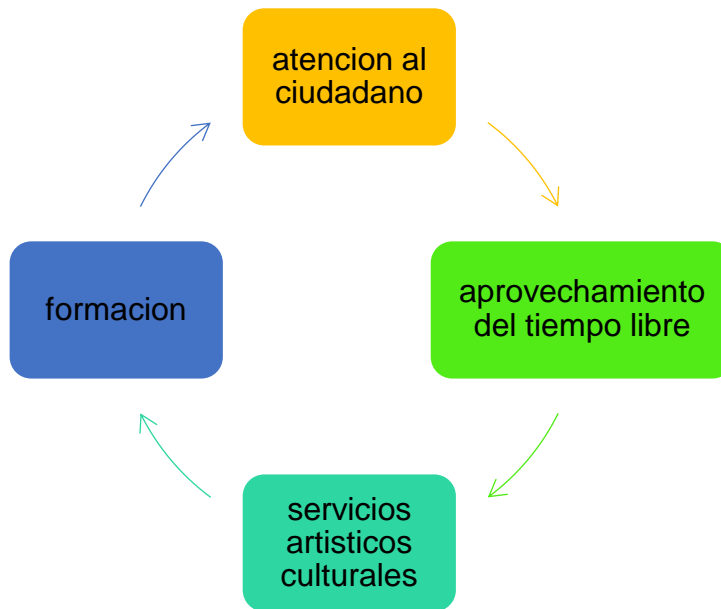 atencion al
ciudadano
aprovechamiento
del tiempo libre
servicios
artisticos
culturales
formacion